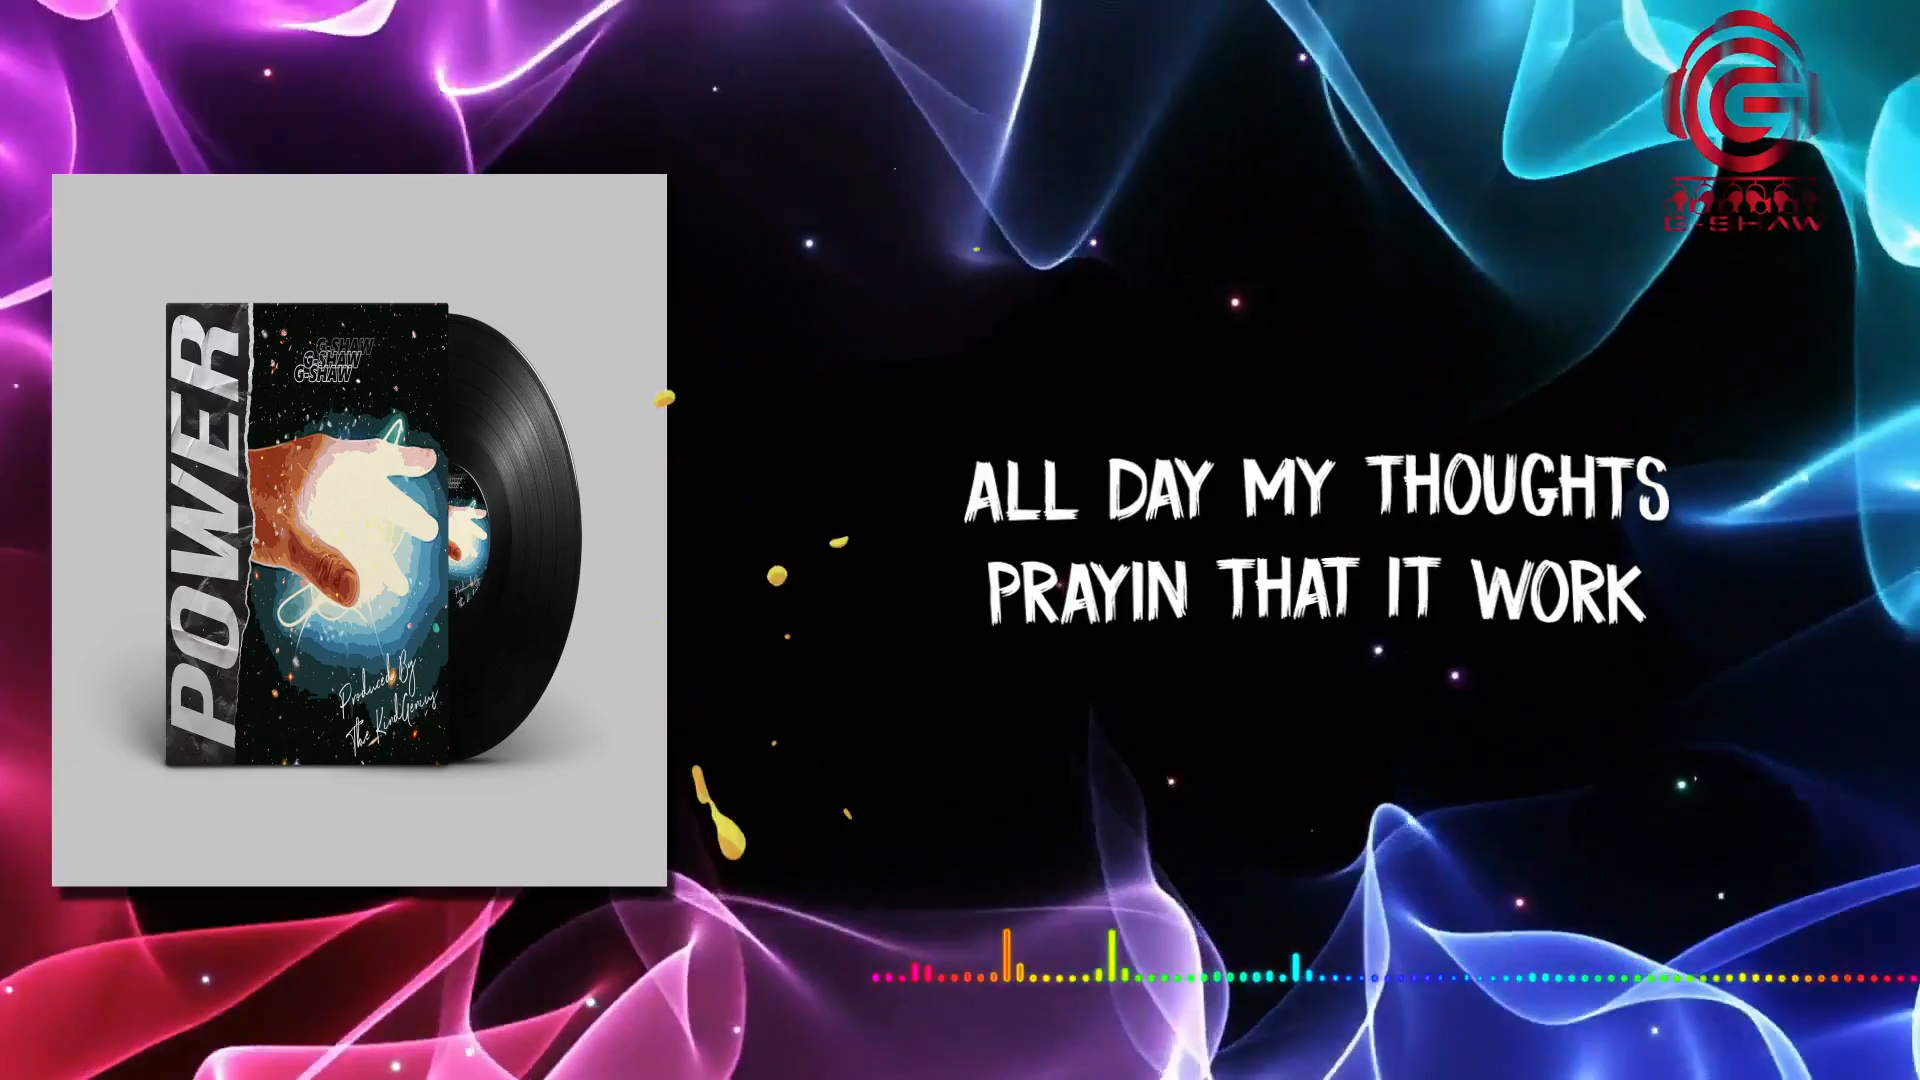 G-SHAW
POWER
G-SHAW
G-SHAW
G-SHAW
Produced By
The KindGenius
ALL DAY MY THOUGHTS
PRAYIN THAT IT WORK